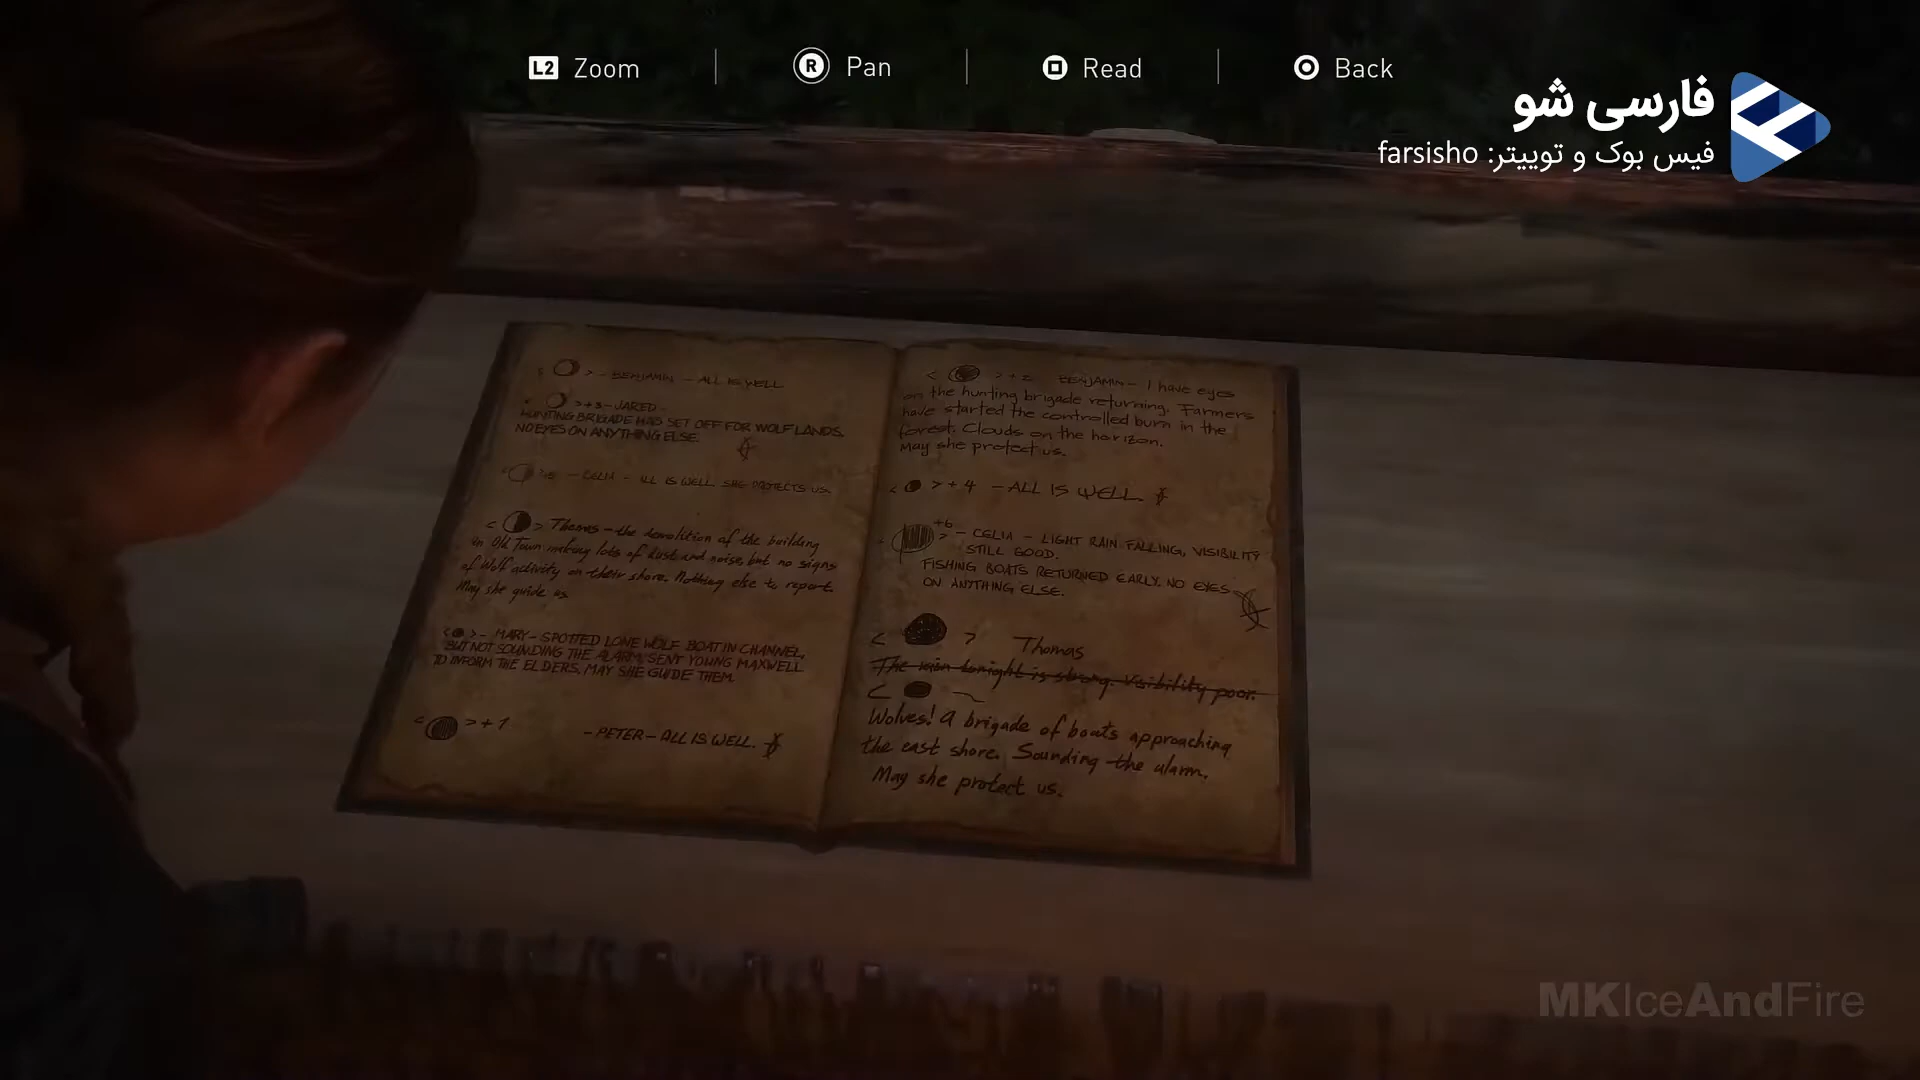 L2 Zoom
R Pan
Read
Back
فارسی شو
فیس بوک و توییتر: farsisho
< > - BENJAMIN - ALL IS WELL
< > +3 - JARED -
HUNTING BRIGADE HAS SET OFF FOR WOLF LANDS.
NO EYES ON ANYTHING ELSE.
- CELIA - ALL IS WELL. SHE PROTECTS US.
< > Thomas - the demolition of the building
in Old Town making lots of dust and noise, but no signs
of Wolf activity on their shore. Nothing else to report.
May she guide us
< > - MARY - SPOTTED LONE WOLF BOAT IN CHANNEL,
BUT NOT SOUNDING THE ALARM. SENT YOUNG MAXWELL
TO INFORM THE ELDERS. MAY SHE GUIDE THEM.
< > +1 - PETER - ALL IS WELL.
< > +2 BENJAMIN - I have eyes
on the hunting brigade returning. Farmers
have started the controlled burn in the
forest. Clouds on the horizon.
May she protect us.
< > +4 - ALL IS WELL.
< +6 > - CELIA - LIGHT RAIN FALLING, VISIBILITY
STILL GOOD.
FISHING BOATS RETURNED EARLY. NO EYES
ON ANYTHING ELSE.
< > Thomas
The rain tonight is strong. Visibility poor.
< ~
Wolves! A brigade of boats approaching
the east shore. Sounding the alarm.
May she protect us.
MKIceAndFire